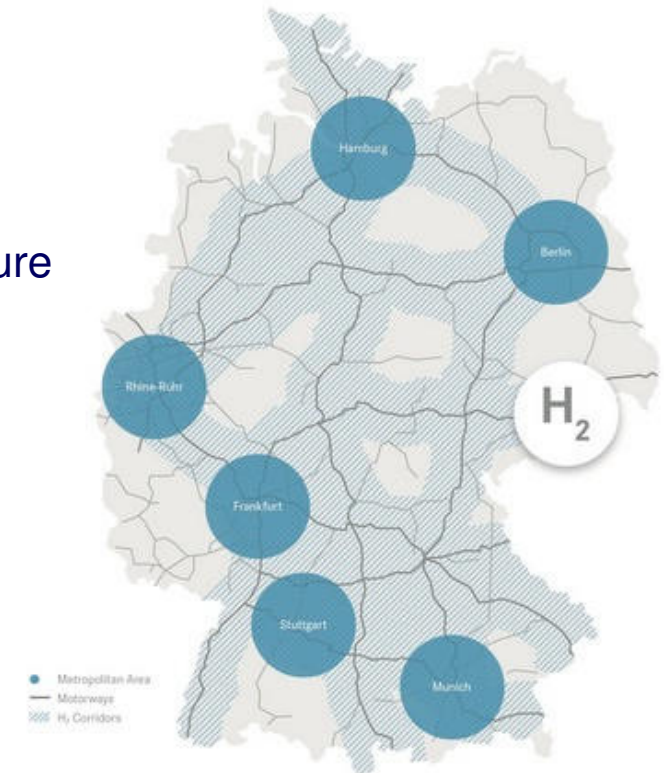 Hamburg
ure
Berlin
Rhine-Ruhr
H₂
Frankfurt
Stuttgart
Munich
Metropolitan Area
Motorways
H₂ Corridors